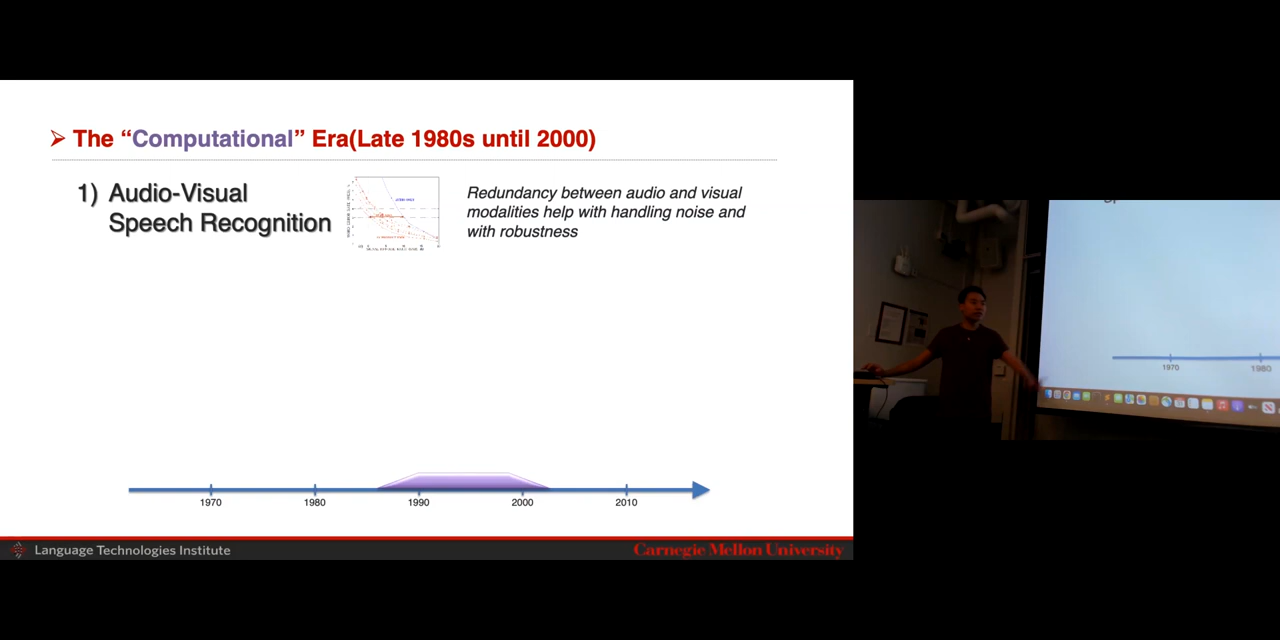 ➢ The “Computational” Era(Late 1980s until 2000)
1) Audio-Visual
Speech Recognition
Redundancy between audio and visual
modalities help with handling noise and
with robustness
1970 1980 1990 2000 2010
Language Technologies Institute
Carnegie Mellon University
1970 1980